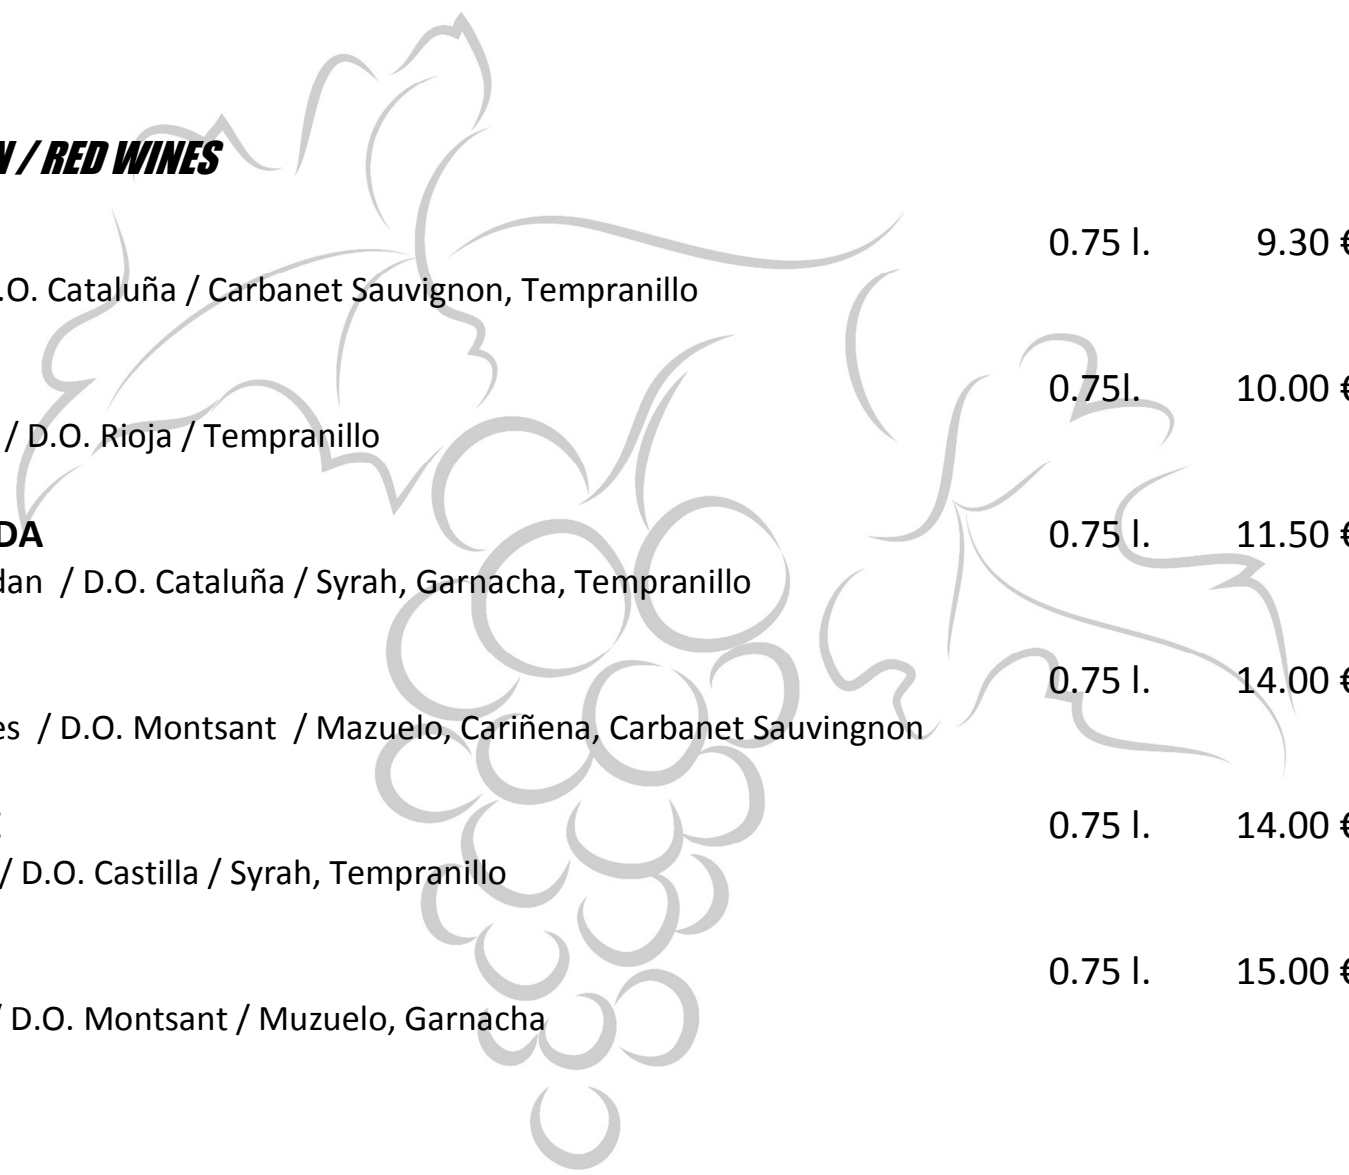 N / RED WINES
0.75 l. 9.30 €
.O. Cataluña / Carbanet Sauvignon, Tempranillo
0.75l. 10.00 €
/ D.O. Rioja / Tempranillo
DA 0.75 l. 11.50 €
dan / D.O. Cataluña / Syrah, Garnacha, Tempranillo
0.75 l. 14.00 €
es / D.O. Montsant / Mazuelo, Cariñena, Carbanet Sauvingnon
0.75 l. 14.00 €
/ D.O. Castilla / Syrah, Tempranillo
0.75 l. 15.00 €
/ D.O. Montsant / Muzuelo, Garnacha